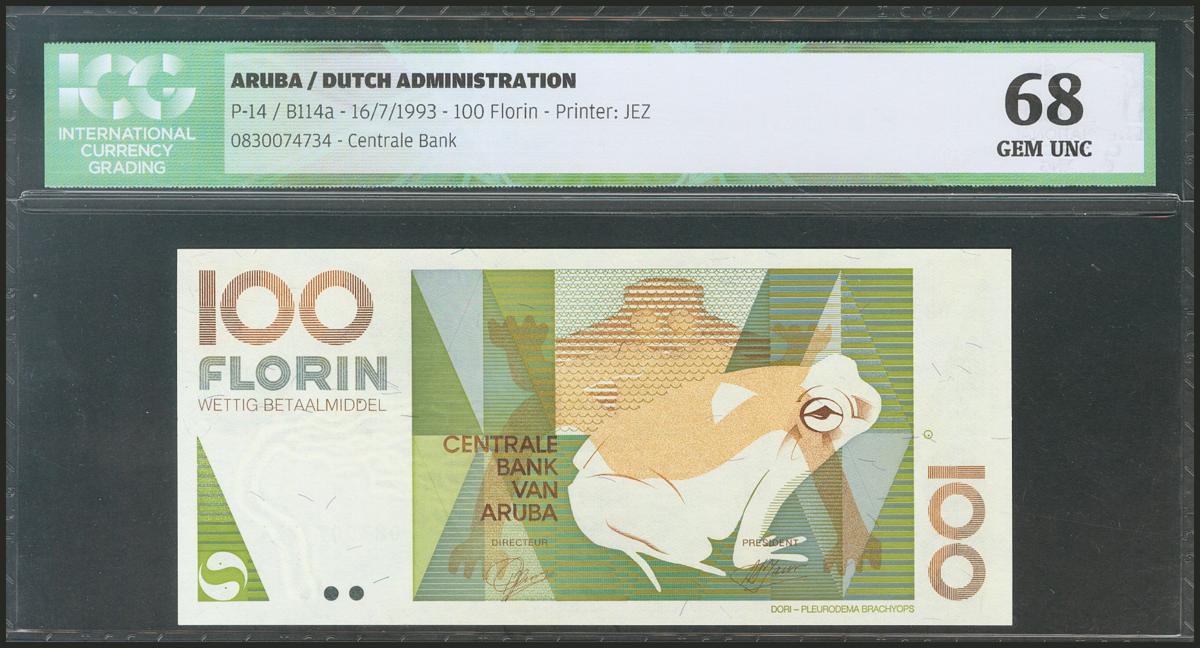 ICG
INTERNATIONAL
CURRENCY
GRADING
ARUBA / DUTCH ADMINISTRATION
P-14 / B114a - 16/7/1993 - 100 Florin - Printer: JEZ
0830074734 - Centrale Bank
68
GEM UNC
100
FLORIN
WETTIG BETAALMIDDEL
CENTRALE
BANK
VAN
ARUBA
DIRECTEUR
PRESIDENT
100
DORI – PLEURODEMA BRACHYOPS